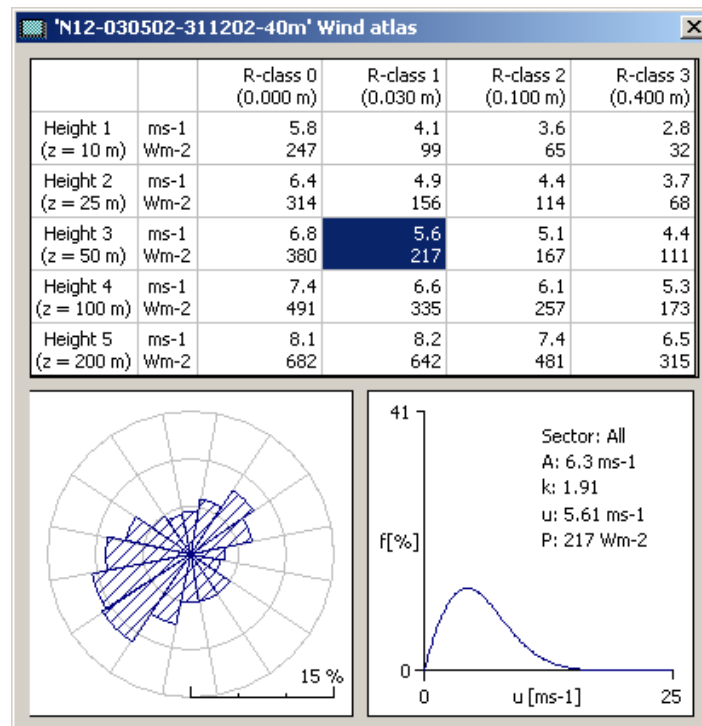 'N12-030502-311202-40m' Wind atlas
R-class 0 R-class 1 R-class 2 R-class 3
(0.000 m) (0.030 m) (0.100 m) (0.400 m)
Height 1 ms-1 5.8 4.1 3.6 2.8
(z = 10 m) Wm-2 247 99 65 32
Height 2 ms-1 6.4 4.9 4.4 3.7
(z = 25 m) Wm-2 314 156 114 68
Height 3 ms-1 6.8 5.6 5.1 4.4
(z = 50 m) Wm-2 380 217 167 111
Height 4 ms-1 7.4 6.6 6.1 5.3
(z = 100 m) Wm-2 491 335 257 173
Height 5 ms-1 8.1 8.2 7.4 6.5
(z = 200 m) Wm-2 682 642 481 315
15 %
41
Sector: All
A: 6.3 ms-1
k: 1.91
u: 5.61 ms-1
P: 217 Wm-2
f[%]
0
0 u [ms-1] 25